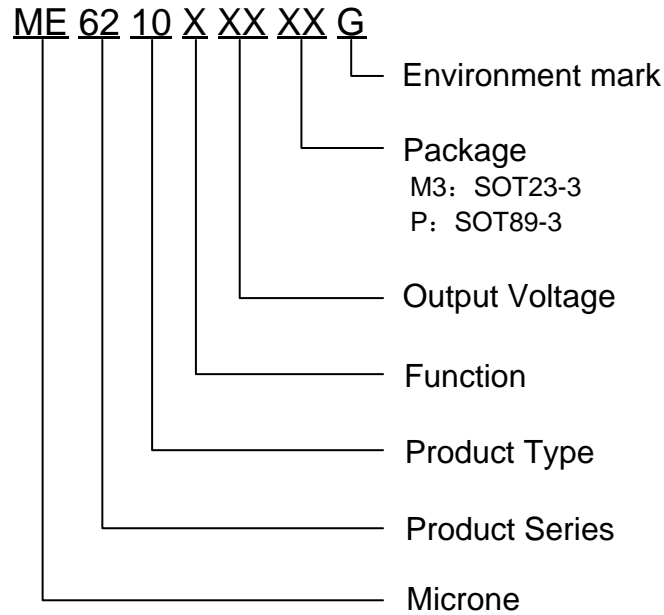 ME 62 10 X XX XX G
Environment mark
Package
M3：SOT23-3
P：SOT89-3
Output Voltage
Function
Product Type
Product Series
Microne